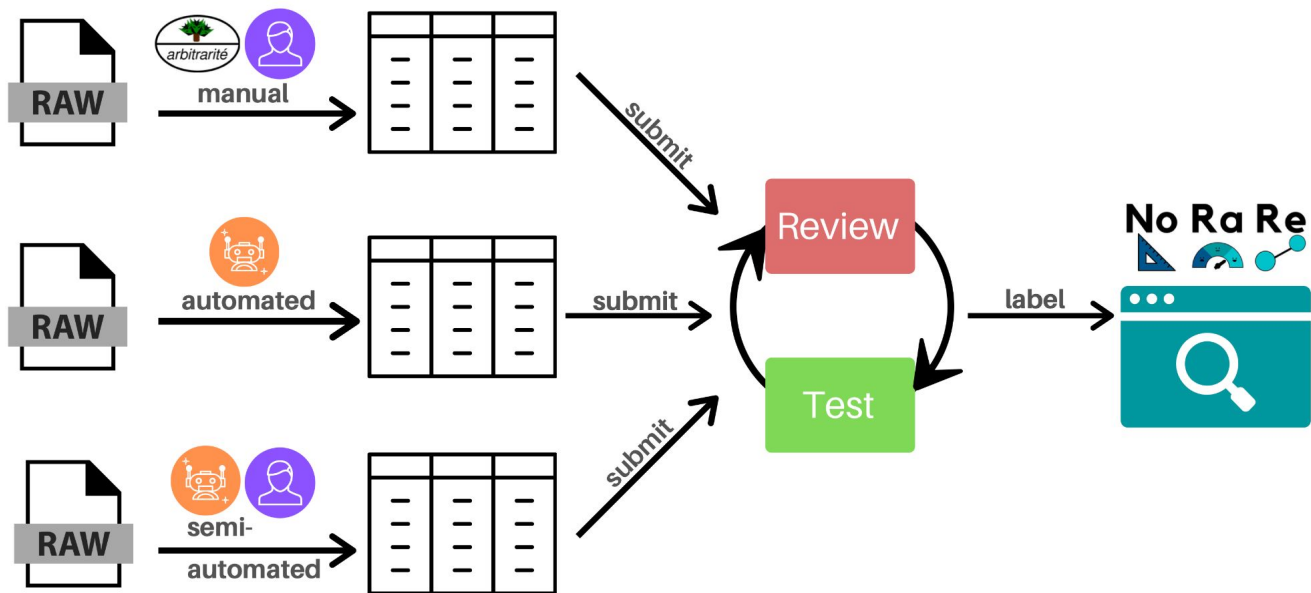 RAW
arbitrarité
manual
submit
RAW
automated
submit
RAW
semi-
automated
submit
Review
Test
label
No Ra Re